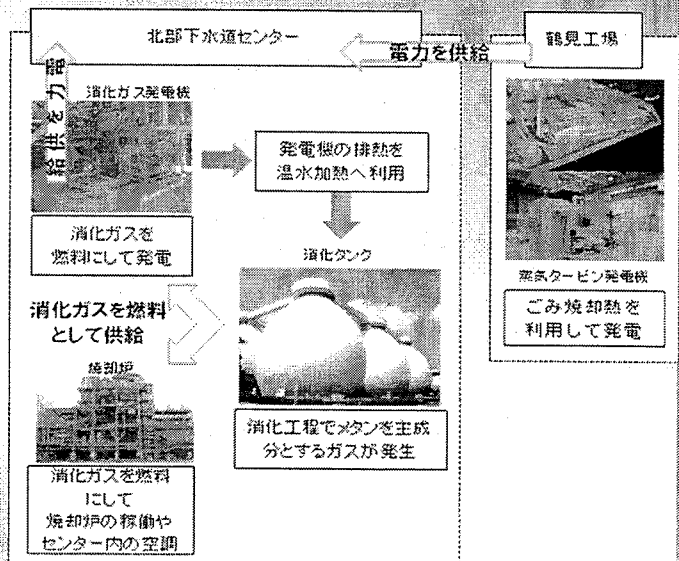 北部下水道センター
鶴見工場
電力を供給
電力を供給
消化ガス発電機
発電機の排熱を
温水加熱へ利用
消化ガスを
燃料にして発電
消化タンク
蒸気タービン発電機
ごみ焼却熱を
利用して発電
消化ガスを燃料
として供給
焼却炉
消化工程でメタンを主成
分とするガスが発生
消化ガスを燃料
にして
焼却炉の稼働や
センター内の空調